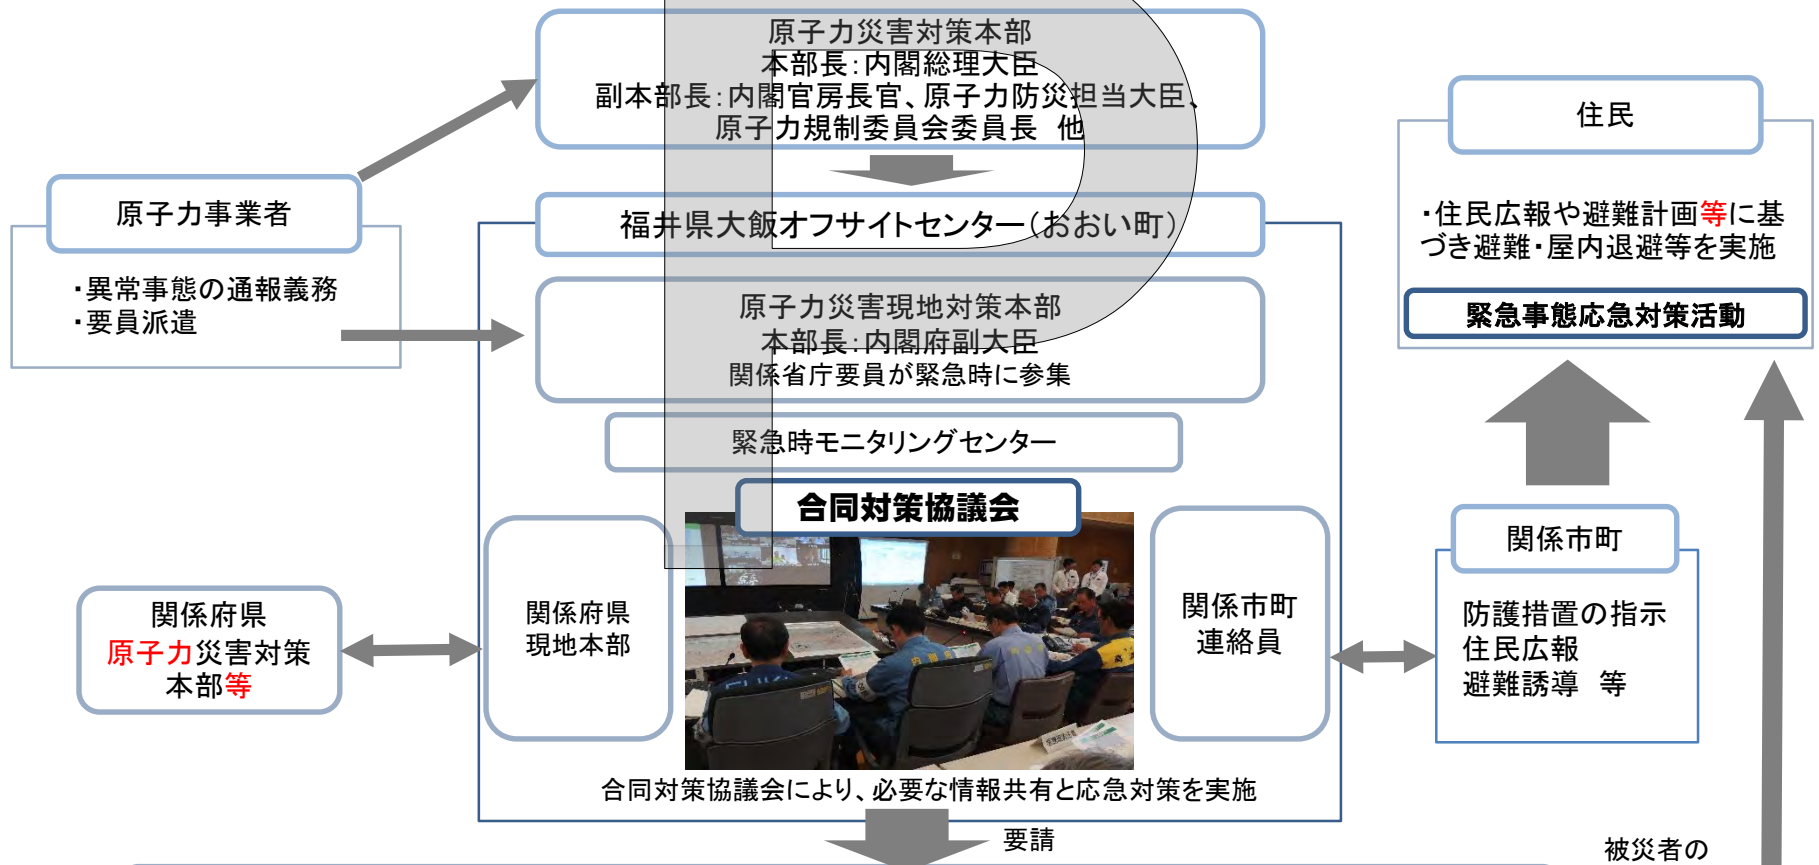 原子力災害対策本部
本部長：内閣総理大臣
副本部長：内閣官房長官、原子力防災担当大臣、
原子力規制委員会委員長　他
住民
・住民広報や避難計画等に基
づき避難・屋内退避等を実施
緊急事態応急対策活動
原子力事業者
・異常事態の通報義務
・要員派遣
福井県大飯オフサイトセンター（おおい町）
原子力災害現地対策本部
本部長：内閣府副大臣
関係省庁要員が緊急時に参集
緊急時モニタリングセンター
合同対策協議会
関係府県
原子力災害対策
本部等
関係府県
現地本部
関係市町
連絡員
関係市町
防護措置の指示
住民広報
避難誘導　等
合同対策協議会により、必要な情報共有と応急対策を実施
要請
被災者の